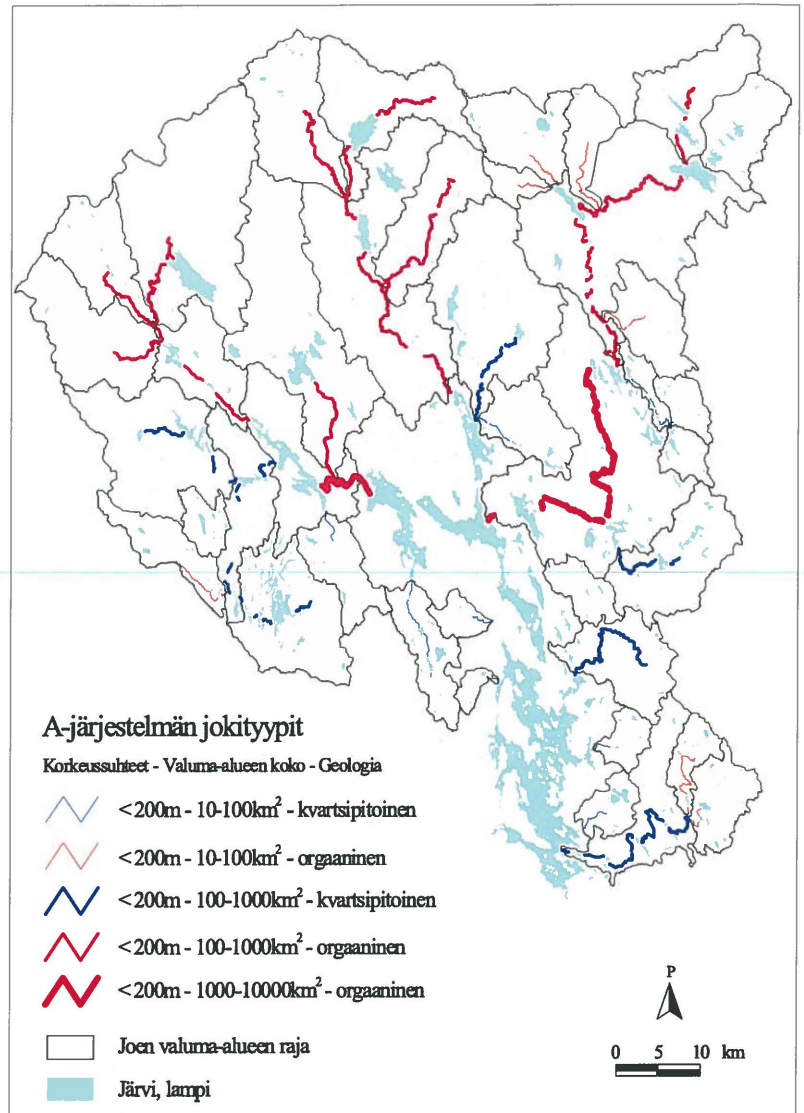 A-järjestelmän jokityypit
Korkeussuhteet - Valuma-alueen koko - Geologia
<200m - 10-100km² - kvartsipitoinen
<200m - 10-100km² - orgaaninen
<200m - 100-1000km² - kvartsipitoinen
<200m - 100-1000km² - orgaaninen
<200m - 1000-10000km² - orgaaninen
Joen valuma-alueen raja
Järvi, lampi
P
0 5 10 km